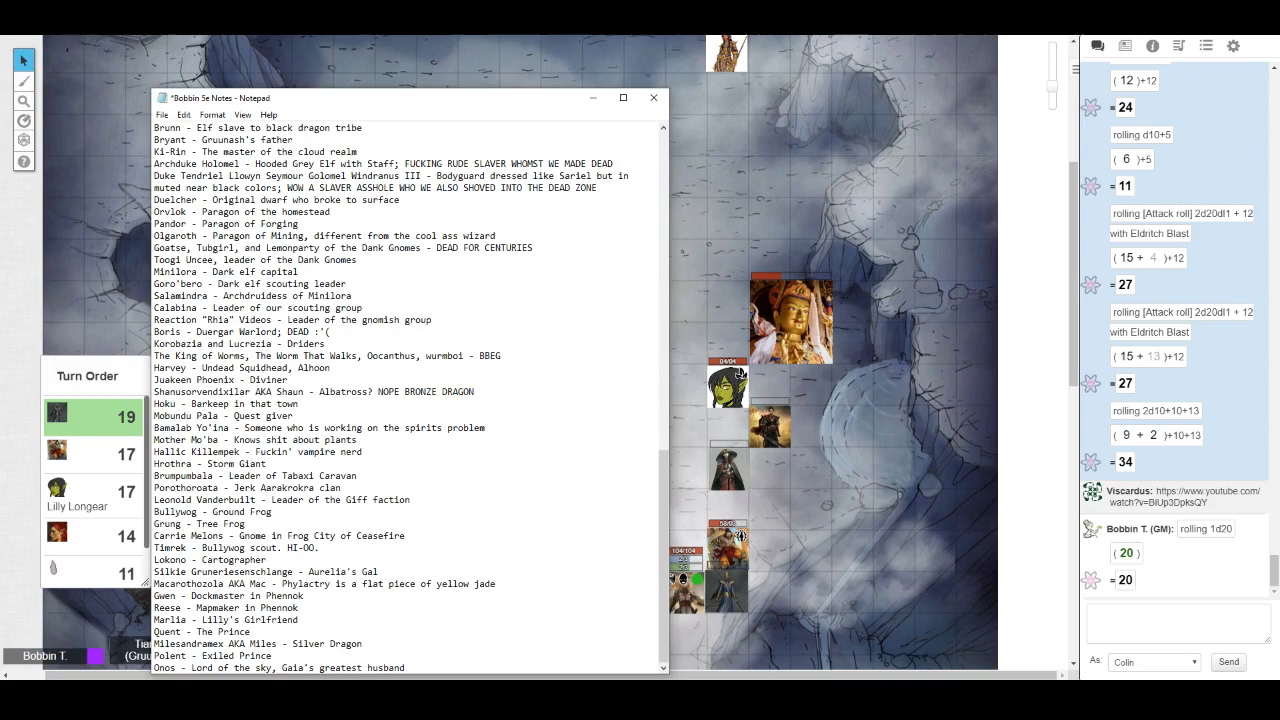 *Bobbin 5e Notes - Notepad
File Edit Format View Help
Brunn - Elf slave to black dragon tribe
Bryant - Gruunash's father
Ki-Rin - The master of the cloud realm
Archduke Holomel - Hooded Grey Elf with Staff; FUCKING RUDE SLAVER WHOMST WE MADE DEAD
Duke Tendriel Llowyn Seymour Golomel Windranus III - Bodyguard dressed like Sariel but in
muted near black colors; WOW A SLAVER ASSHOLE WHO WE ALSO SHOVED INTO THE DEAD ZONE
Duelcher - Original dwarf who broke to surface
Orvlok - Paragon of the homestead
Pandor - Paragon of Forging
Olgaroth - Paragon of Mining, different from the cool ass wizard
Goatse, Tubgirl, and Lemonparty of the Dank Gnomes - DEAD FOR CENTURIES
Toogi Uncee, leader of the Dank Gnomes
Minilora - Dark elf capital
Goro'bero - Dark elf scouting leader
Salamindra - Archdruidess of Minilora
Calabina - Leader of our scouting group
Reaction "Rhia" Videos - Leader of the gnomish group
Boris - Duergar Warlord; DEAD :'(
Korobazia and Lucrezia - Driders
The King of Worms, The Worm That Walks, Oocanthus, wurmboi - BBEG
Harvey - Undead Squidhead, Alhoon
Juakeen Phoenix - Diviner
Shanusorvendixilar AKA Shaun - Albatross? NOPE BRONZE DRAGON
Hoku - Barkeep in that town
Mobundu Pala - Quest giver
Bamalab Yo'ina - Someone who is working on the spirits problem
Mother Mo'ba - Knows shit about plants
Hallic Killempek - Fuckin' vampire nerd
Hrothra - Storm Giant
Brumpumbala - Leader of Tabaxi Caravan
Porothorocata - Jerk Aarakrokra clan
Leonold Vanderbuilt - Leader of the Giff faction
Bullywog - Ground Frog
Grung - Tree Frog
Carrie Melons - Gnome in Frog City of Ceasefire
Timrek - Bullywog scout. HI-OO.
Lokono - Cartographer
Silkie Gruneriesenschlange - Aurelia's Gal
Macarothozola AKA Mac - Phylactry is a flat piece of yellow jade
Gwen - Dockmaster in Phennok
Reese - Mapmaker in Phennok
Marlia - Lilly's Girlfriend
Quent - The Prince
Milesandramex AKA Miles - Silver Dragon
Polent - Exiled Prince
Onos - Lord of the sky, Gaia's greatest husband
Turn Order
19
17
17
Lilly Longear
14
11
Bobbin T.
(Gruu
04/04
104/104
( 12 )+12
= 24
rolling d10+5
( 6 )+5
= 11
rolling [Attack roll] 2d20dl1 + 12
with Eldritch Blast
( 15 + 4 )+12
= 27
rolling [Attack roll] 2d20dl1 + 12
with Eldritch Blast
( 15 + 13 )+12
= 27
rolling 2d10+10+13
( 9 + 2 )+10+13
= 34
Viscardus: https://www.youtube.com/
watch?v=BiUp3DpksQY
Bobbin T. (GM): rolling 1d20
( 20 )
= 20
As: Colin Send